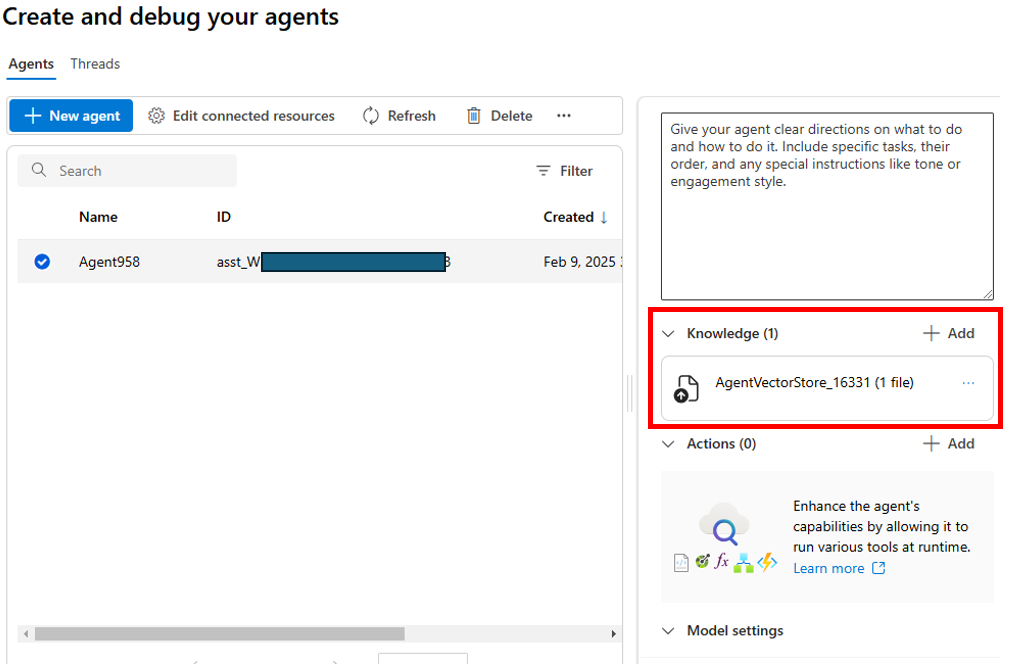 Create and debug your agents
Agents Threads
New agent Edit connected resources Refresh Delete ...
Search Filter
Name ID Created ↓
Agent958 asst_W 3 Feb 9, 2025
Give your agent clear directions on what to do
and how to do it. Include specific tasks, their
order, and any special instructions like tone or
engagement style.
Knowledge (1) + Add
AgentVectorStore_16331 (1 file) ...
Actions (0) + Add
Enhance the agent's
capabilities by allowing it to
run various tools at runtime.
Learn more
Model settings